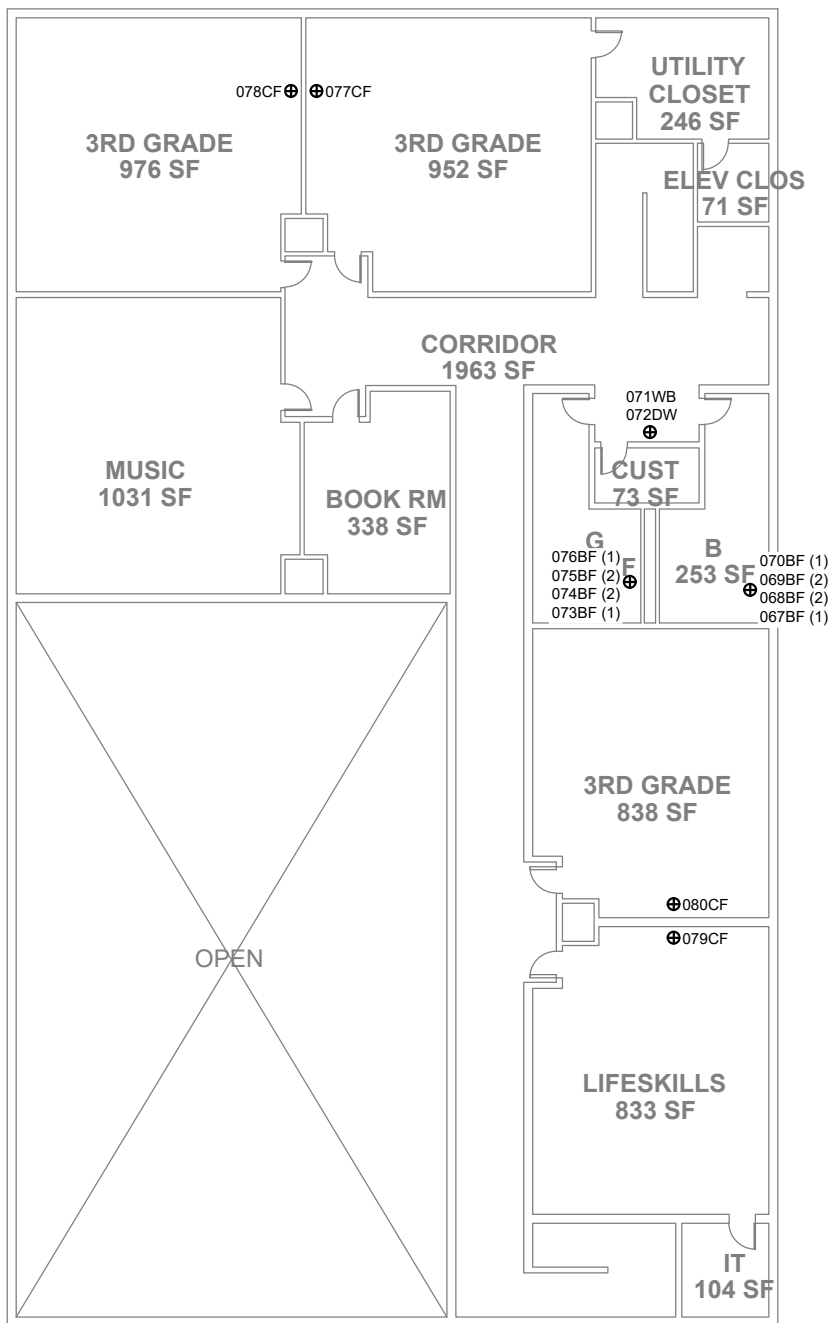 UTILITY
CLOSET
246 SF
078CF
077CF
3RD GRADE
976 SF
3RD GRADE
952 SF
ELEV CLOS
71 SF
CORRIDOR
1963 SF
071WB
072DW
MUSIC
1031 SF
BOOK RM
338 SF
CUST
73 SF
G
F
076BF (1)
075BF (2)
074BF (2)
073BF (1)
B
253 SF
070BF (1)
069BF (2)
068BF (2)
067BF (1)
3RD GRADE
838 SF
080CF
079CF
OPEN
LIFESKILLS
833 SF
IT
104 SF